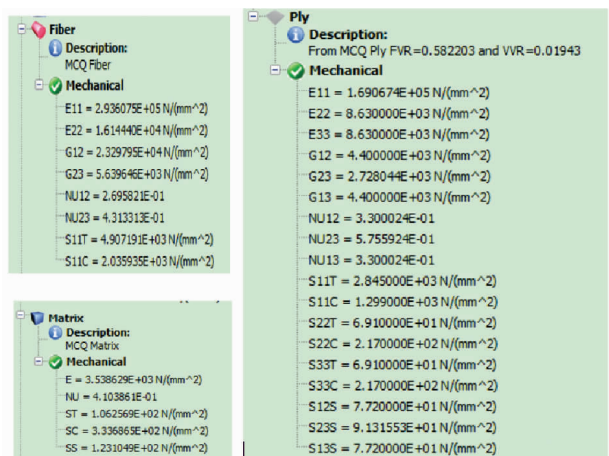 Fiber
Description:
MCQ Fiber
Mechanical
E11 = 2.936075E+05 N/(mm^2)
E22 = 1.614440E+04 N/(mm^2)
G12 = 2.329795E+04 N/(mm^2)
G23 = 5.639646E+03 N/(mm^2)
NU12 = 2.695821E-01
NU23 = 4.313313E-01
S11T = 4.907191E+03 N/(mm^2)
S11C = 2.035935E+03 N/(mm^2)
Matrix
Description:
MCQ Matrix
Mechanical
E = 3.538629E+03 N/(mm^2)
NU = 4.103861E-01
ST = 1.062569E+02 N/(mm^2)
SC = 3.336865E+02 N/(mm^2)
SS = 1.231049E+02 N/(mm^2)
Ply
Description:
From MCQ Ply FVR=0.582203 and VVR=0.01943
Mechanical
E11 = 1.690674E+05 N/(mm^2)
E22 = 8.630000E+03 N/(mm^2)
E33 = 8.630000E+03 N/(mm^2)
G12 = 4.400000E+03 N/(mm^2)
G23 = 2.728044E+03 N/(mm^2)
G13 = 4.400000E+03 N/(mm^2)
NU12 = 3.300024E-01
NU23 = 5.755924E-01
NU13 = 3.300024E-01
S11T = 2.845000E+03 N/(mm^2)
S11C = 1.299000E+03 N/(mm^2)
S22T = 6.910000E+01 N/(mm^2)
S22C = 2.170000E+02 N/(mm^2)
S33T = 6.910000E+01 N/(mm^2)
S33C = 2.170000E+02 N/(mm^2)
S12S = 7.720000E+01 N/(mm^2)
S23S = 9.131553E+01 N/(mm^2)
S13S = 7.720000E+01 N/(mm^2)